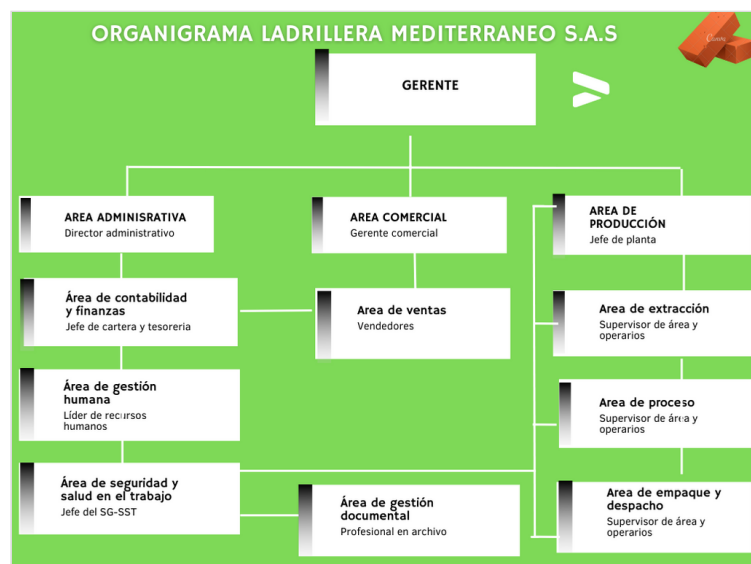 ORGANIGRAMA LADRILLERA MEDITERRANEO S.A.S
Canva
GERENTE
AREA ADMINISRATIVA
Director administrativo
AREA COMERCIAL
Gerente comercial
AREA DE
PRODUCCIÓN
Jefe de planta
Área de contabilidad
y finanzas
Jefe de cartera y tesoreria
Area de ventas
Vendedores
Area de extracción
Supervisor de área y
operarios
Área de gestión
humana
Líder de recursos
humanos
Area de proceso
Supervisor de área y
operarios
Área de seguridad y
salud en el trabajo
Jefe del SG-SST
Área de gestión
documental
Profesional en archivo
Area de empaque y
despacho
Supervisor de área y
operarios